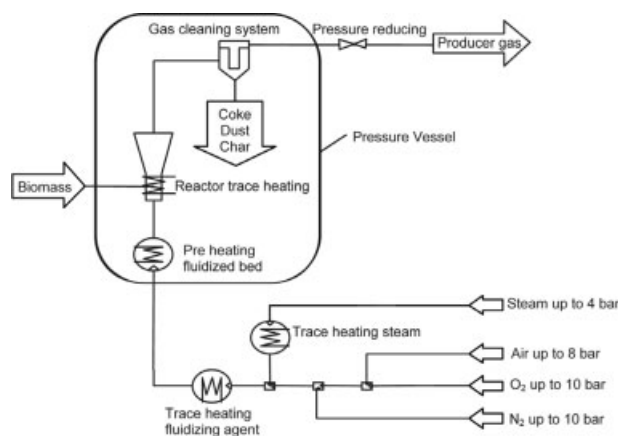 Gas cleaning system
Pressure reducing
Producer gas
Coke
Dust
Char
Pressure Vessel
Biomass
Reactor trace heating
Pre heating
fluidized bed
Steam up to 4 bar
Trace heating steam
Air up to 8 bar
O₂ up to 10 bar
Trace heating
fluidizing agent
N₂ up to 10 bar